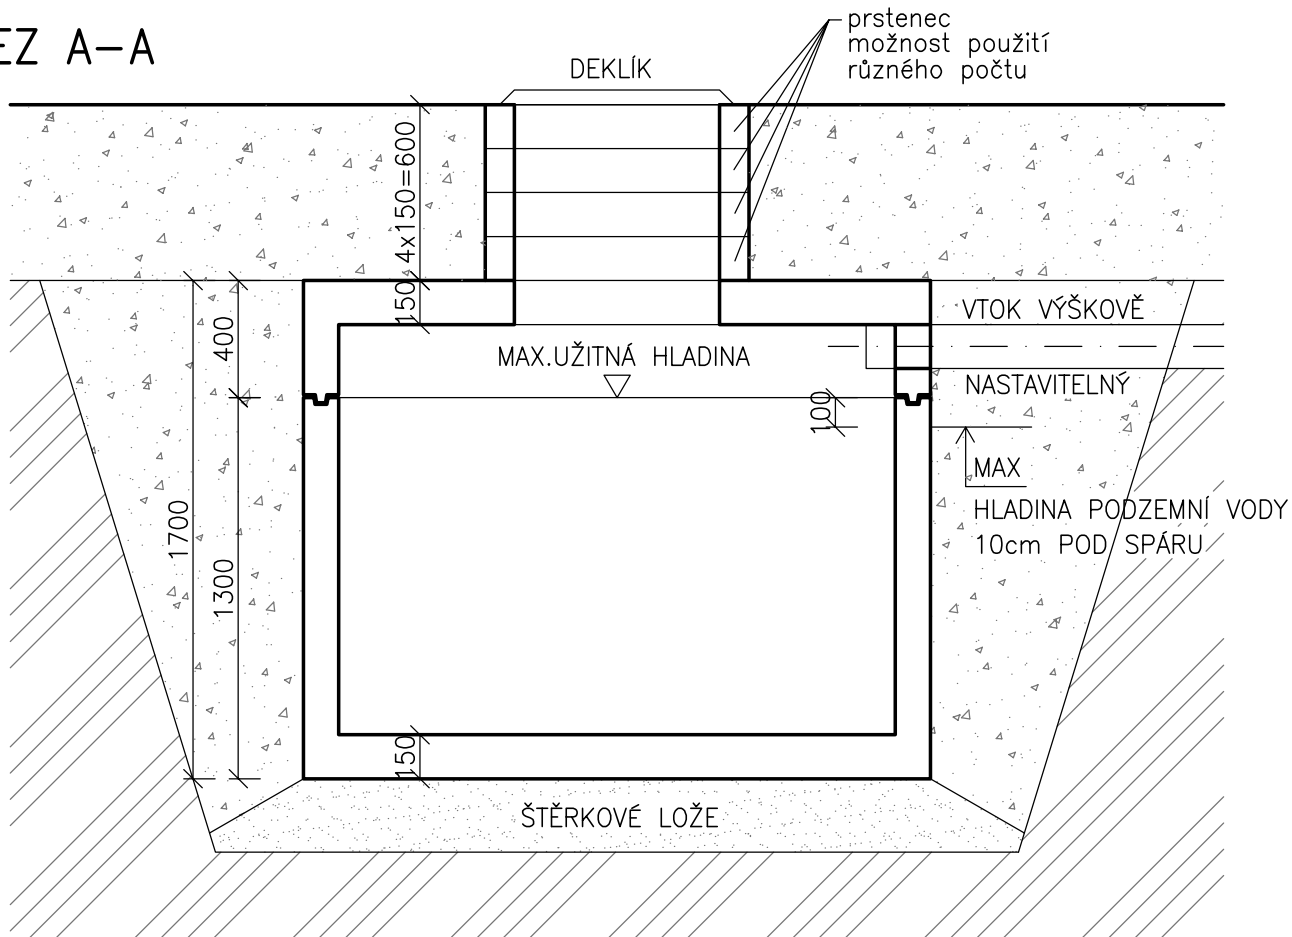 EZ A-A
prstenec
možnost použití
různého počtu
DEKLÍK
4x150=600
150
400
VTOK VÝŠKOVĚ
MAX.UŽITNÁ HLADINA
NASTAVITELNÝ
100
MAX
HLADINA PODZEMNÍ VODY
10cm POD SPÁRU
1700
1300
150
ŠTĚRKOVÉ LOŽE